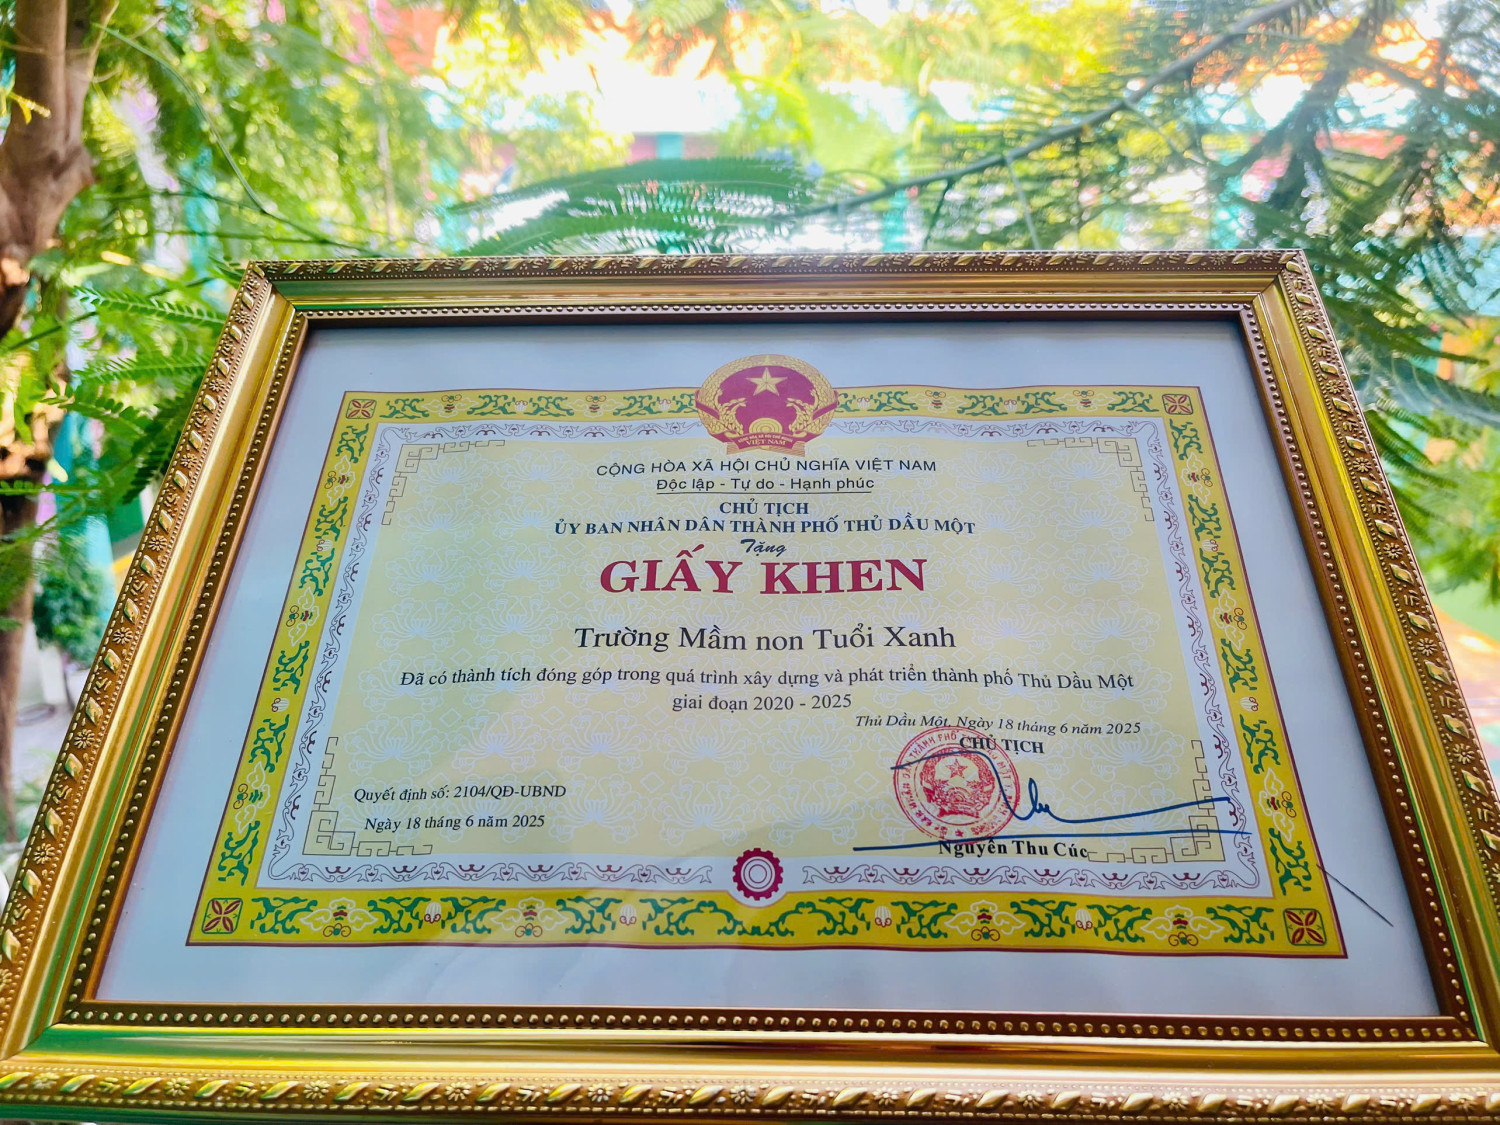 VIỆT NAM
CỘNG HÒA XÃ HỘI CHỦ NGHĨA VIỆT NAM
Độc lập - Tự do - Hạnh phúc
CHỦ TỊCH
ỦY BAN NHÂN DÂN THÀNH PHỐ THỦ DẦU MỘT
Tặng
GIẤY KHEN
Trường Mầm non Tuổi Xanh
Đã có thành tích đóng góp trong quá trình xây dựng và phát triển thành phố Thủ Dầu Một
giai đoạn 2020 - 2025
Thủ Dầu Một, Ngày 18 tháng 6 năm 2025
CHỦ TỊCH
Quyết định số: 2104/QĐ-UBND
Ngày 18 tháng 6 năm 2025
Nguyễn Thu Cúc